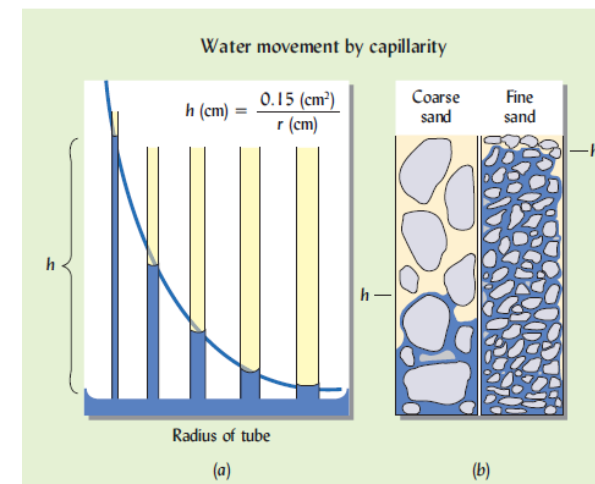 Water movement by capillarity
h (cm) = 0.15 (cm²) / r (cm)
h
Radius of tube
(a)
Coarse sand
Fine sand
h
h
(b)